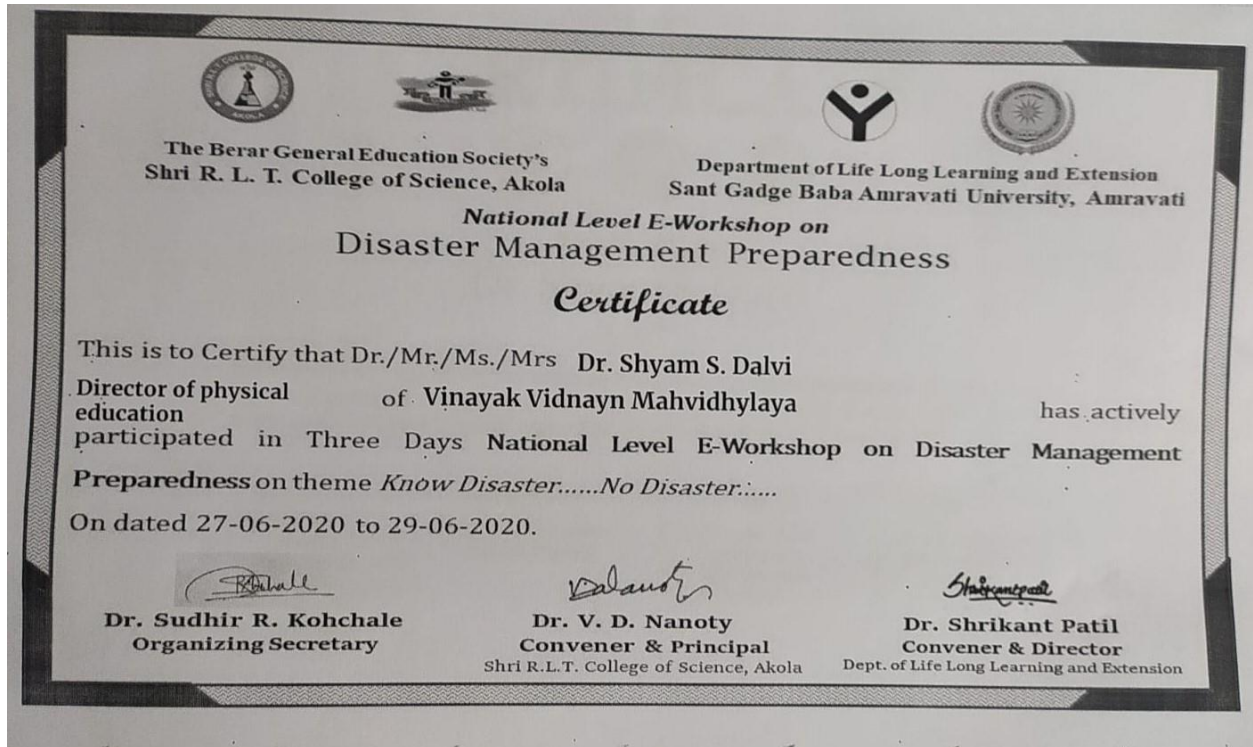 AKOLA
The Berar General Education Society's
Shri R. L. T. College of Science, Akola
Department of Life Long Learning and Extension
Sant Gadge Baba Amravati University, Amravati
National Level E-Workshop on
Disaster Management Preparedness
Certificate
This is to Certify that Dr./Mr./Ms./Mrs Dr. Shyam S. Dalvi
Director of physical education of Vinayak Vidnayn Mahvidhylaya has actively
participated in Three Days National Level E-Workshop on Disaster Management
Preparedness on theme Know Disaster......No Disaster......
On dated 27-06-2020 to 29-06-2020.
Dr. Sudhir R. Kohchale
Organizing Secretary
Dr. V. D. Nanoty
Convener & Principal
Shri R.L.T. College of Science, Akola
Dr. Shrikant Patil
Convener & Director
Dept. of Life Long Learning and Extension